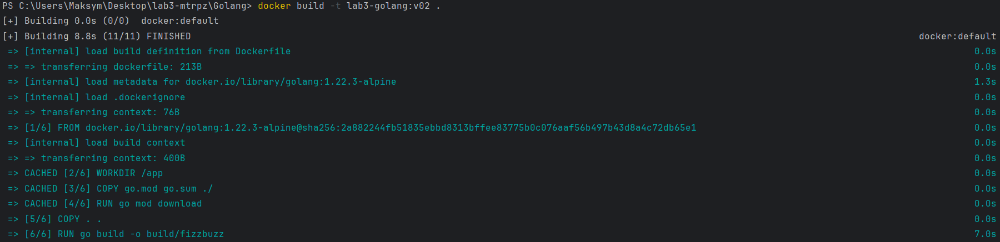 PS C:\Users\Maksym\Desktop\lab3-mtrpz\Golang> docker build -t lab3-golang:v02 .
[+] Building 0.0s (0/0)  docker:default
[+] Building 8.8s (11/11) FINISHED docker:default
=> [internal] load build definition from Dockerfile 0.0s
=> => transferring dockerfile: 213B 0.0s
=> [internal] load metadata for docker.io/library/golang:1.22.3-alpine 1.3s
=> [internal] load .dockerignore 0.0s
=> => transferring context: 76B 0.0s
=> [1/6] FROM docker.io/library/golang:1.22.3-alpine@sha256:2a882244fb51835ebbd8313bffee83775b0c076aaf56b497b43d8a4c72db65e1 0.0s
=> [internal] load build context 0.0s
=> => transferring context: 400B 0.0s
=> CACHED [2/6] WORKDIR /app 0.0s
=> CACHED [3/6] COPY go.mod go.sum ./ 0.0s
=> CACHED [4/6] RUN go mod download 0.0s
=> [5/6] COPY . . 0.0s
=> [6/6] RUN go build -o build/fizzbuzz 7.0s